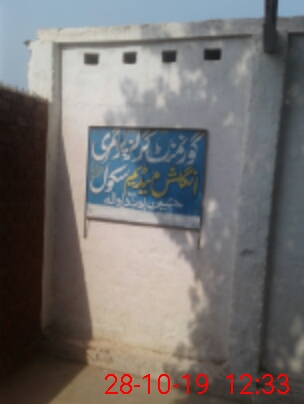 گورنمنٹ گرلز پرائمری
انگلش میڈیم سکول
28-10-19 12:33